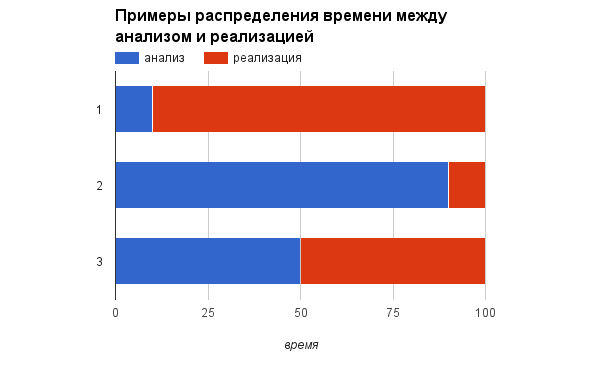 Примеры распределения времени между
анализом и реализацией
анализ реализация
1
2
3
0 25 50 75 100
время